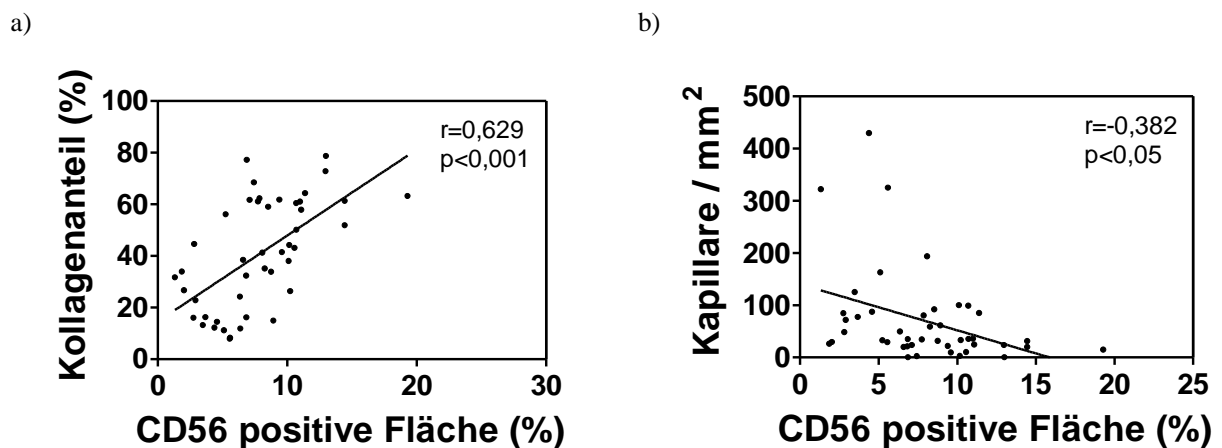 a)
Kollagenanteil (%)
100
80
60
40
20
0
r=0,629
p<0,001
0 10 20 30
CD56 positive Fläche (%)
b)
Kapillare / mm²
500
400
300
200
100
0
r=-0,382
p<0,05
0 5 10 15 20 25
CD56 positive Fläche (%)